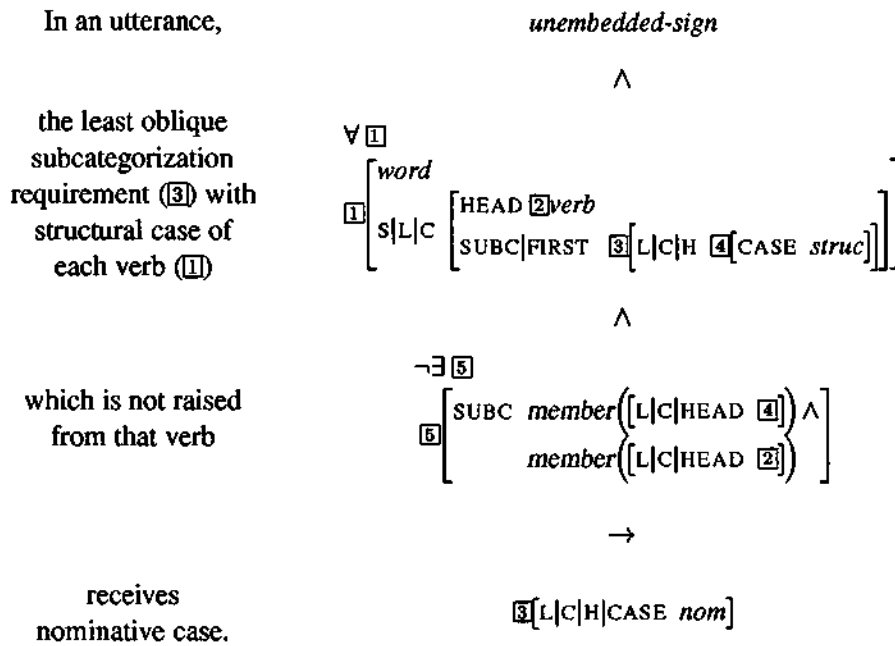 In an utterance, unembedded-sign
∧
the least oblique
subcategorization
requirement (3) with
structural case of
each verb (1)
∀ 1
1 [word
S|L|C [HEAD 2 verb
SUBC|FIRST 3 [L|C|H 4 [CASE struc]]]]
∧
which is not raised
from that verb
¬∃ 5
5 [SUBC member([L|C|HEAD 4]) ∧
member([L|C|HEAD 2])]
→
receives
nominative case.
3 [L|C|H|CASE nom]